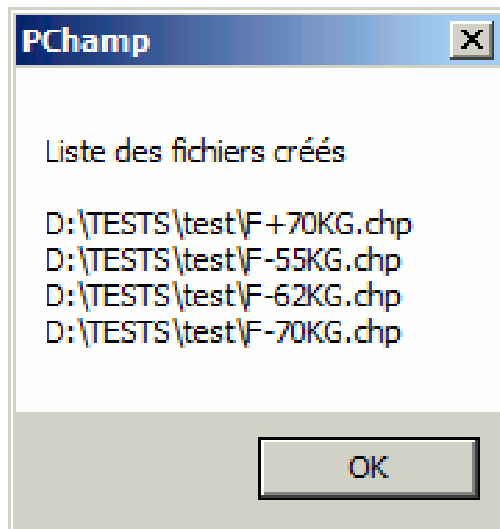 PChamp
Liste des fichiers créés
D:\TESTS\test\F+70KG.chp
D:\TESTS\test\F-55KG.chp
D:\TESTS\test\F-62KG.chp
D:\TESTS\test\F-70KG.chp
OK